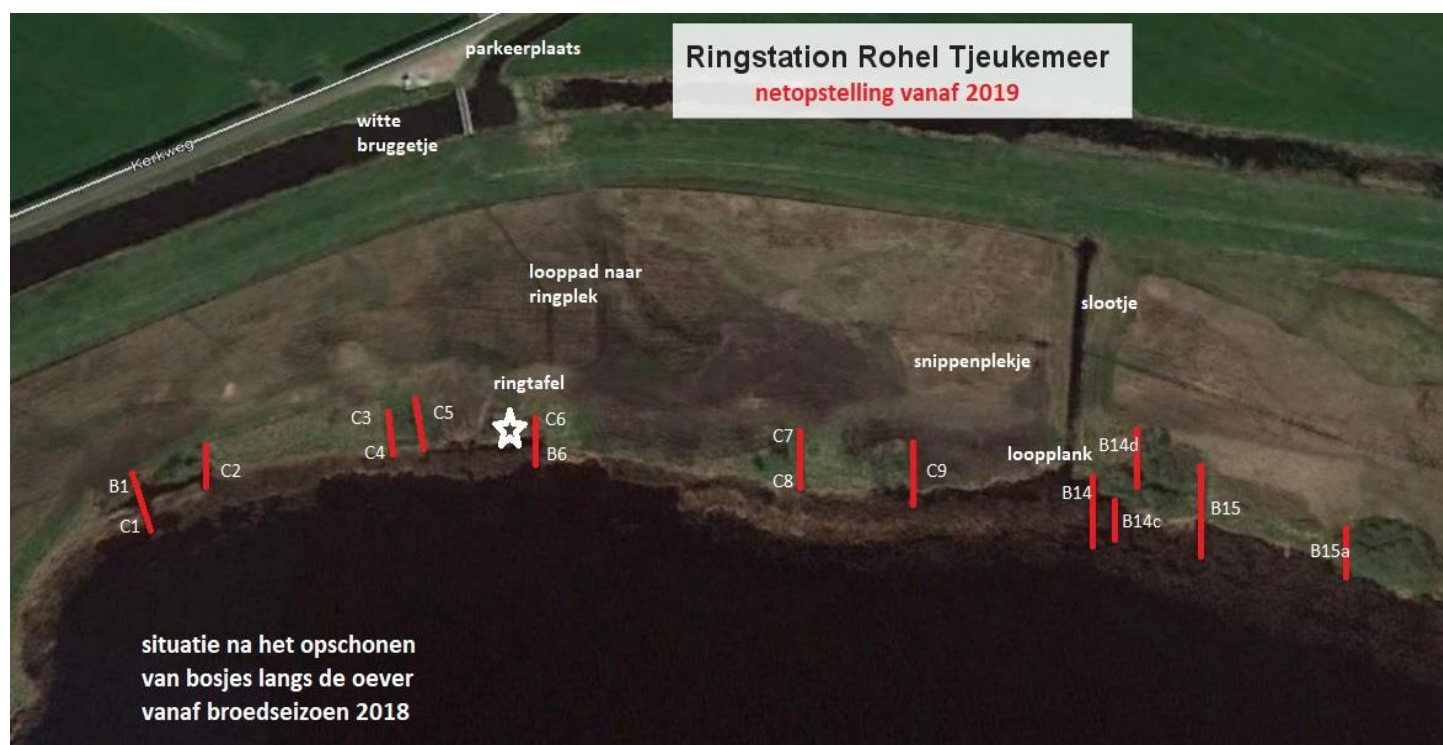 parkeerplaats
Ringstation Rohel Tjeukemeer
netopstelling vanaf 2019
witte
bruggetje
Kerkweg
looppad naar
ringplek
slootje
snippenplekje
ringtafel
C3
C5
C6
C4
B6
C7
C8
C9
loopplank
B14d
B14
B14c
B15
B15a
C2
B1
C1
situatie na het opschonen
van bosjes langs de oever
vanaf broedseizoen 2018